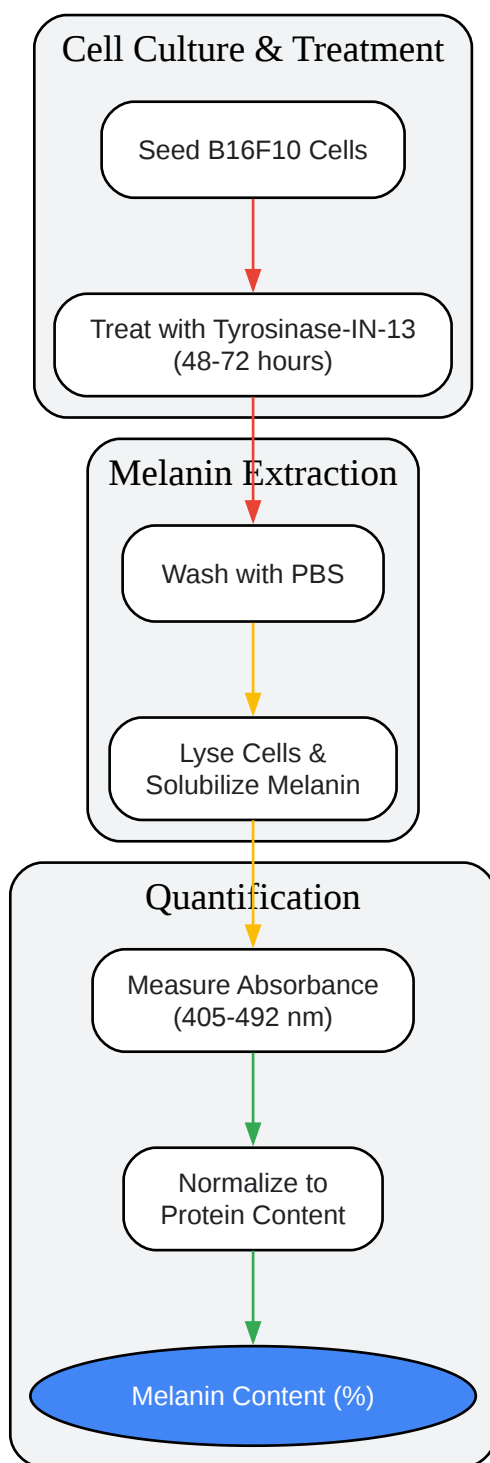 Cell Culture & Treatment
Seed B16F10 Cells
Treat with Tyrosinase-IN-13
(48-72 hours)
Melanin Extraction
Wash with PBS
Lyse Cells &
Solubilize Melanin
Quantification
Measure Absorbance
(405-492 nm)
Normalize to
Protein Content
Melanin Content (%)